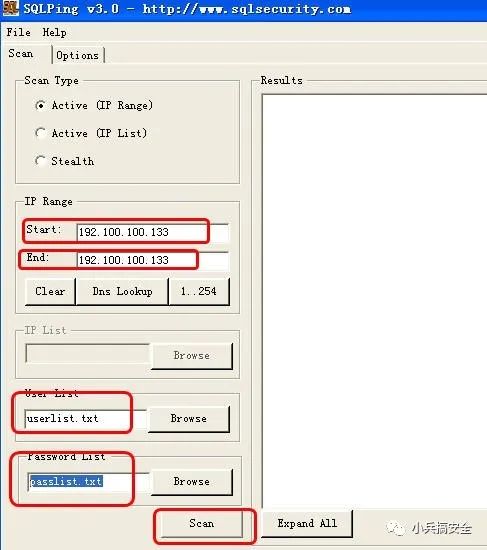 SQLPing v3.0 - http://www.sqlsecurity.com
File Help
Scan Options
Scan Type
Active (IP Range)
Active (IP List)
Stealth
IP Range
Start: 192.100.100.133
End: 192.100.100.133
Clear Dns Lookup 1..254
IP List
Browse
User List
userlist.txt Browse
Password List
passlist.txt Browse
Scan
Results
Expand All
小兵搞安全